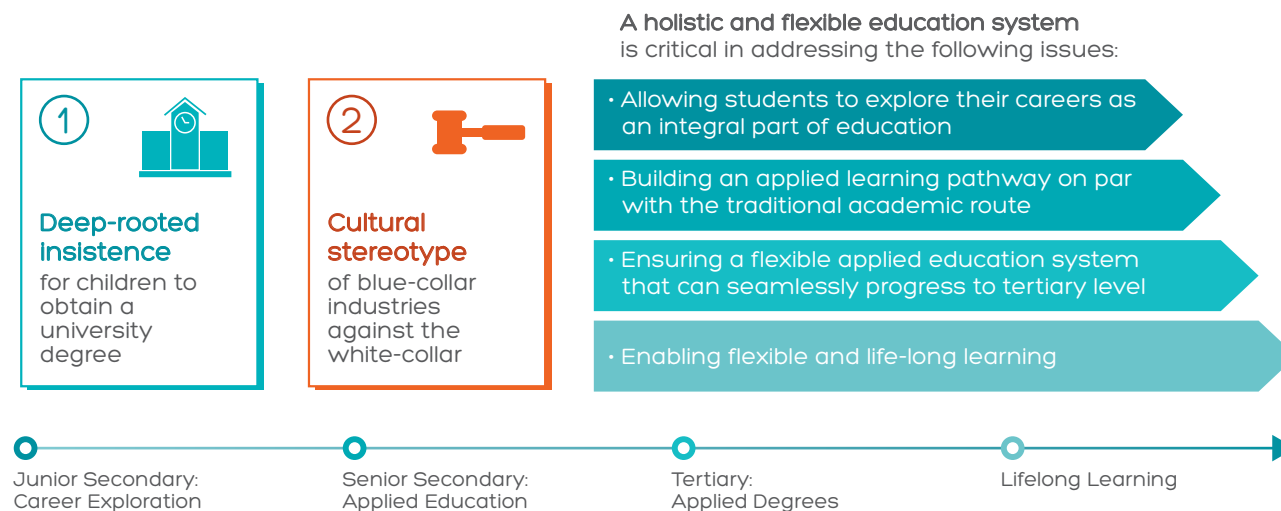 A holistic and flexible education system
is critical in addressing the following issues:
1
Deep-rooted
insistence
for children to
obtain a
university
degree
2
Cultural
stereotype
of blue-collar
industries
against the
white-collar
• Allowing students to explore their careers as
an integral part of education
• Building an applied learning pathway on par
with the traditional academic route
• Ensuring a flexible applied education system
that can seamlessly progress to tertiary level
• Enabling flexible and life-long learning
Junior Secondary:
Career Exploration
Senior Secondary:
Applied Education
Tertiary:
Applied Degrees
Lifelong Learning